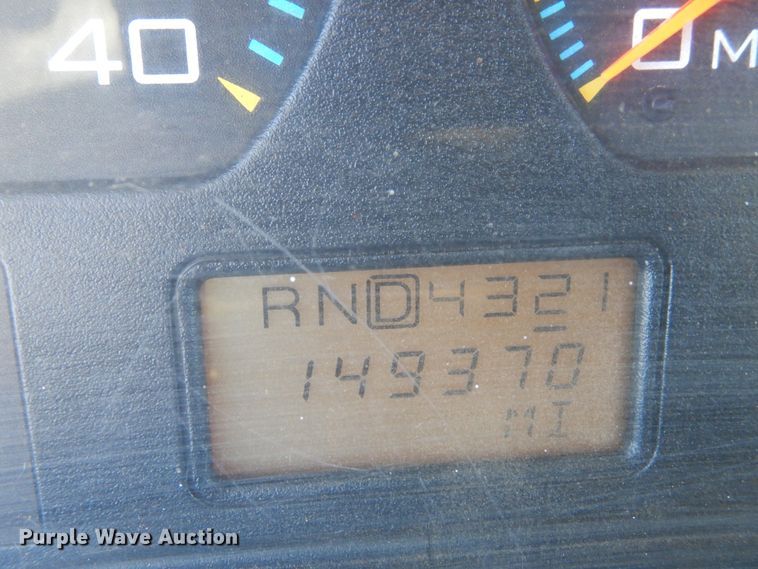 40
0 M
RND4321
149370
MI
Purple Wave Auction